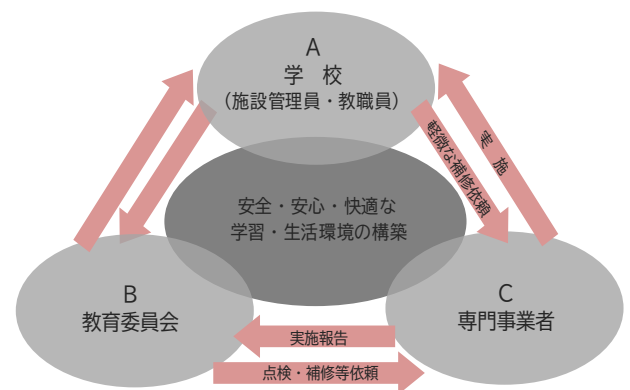 A
学　校
（施設管理員・教職員）
軽微な補修依頼
実　施
安全・安心・快適な
学習・生活環境の構築
B
教育委員会
C
専門事業者
実施報告
点検・補修等依頼